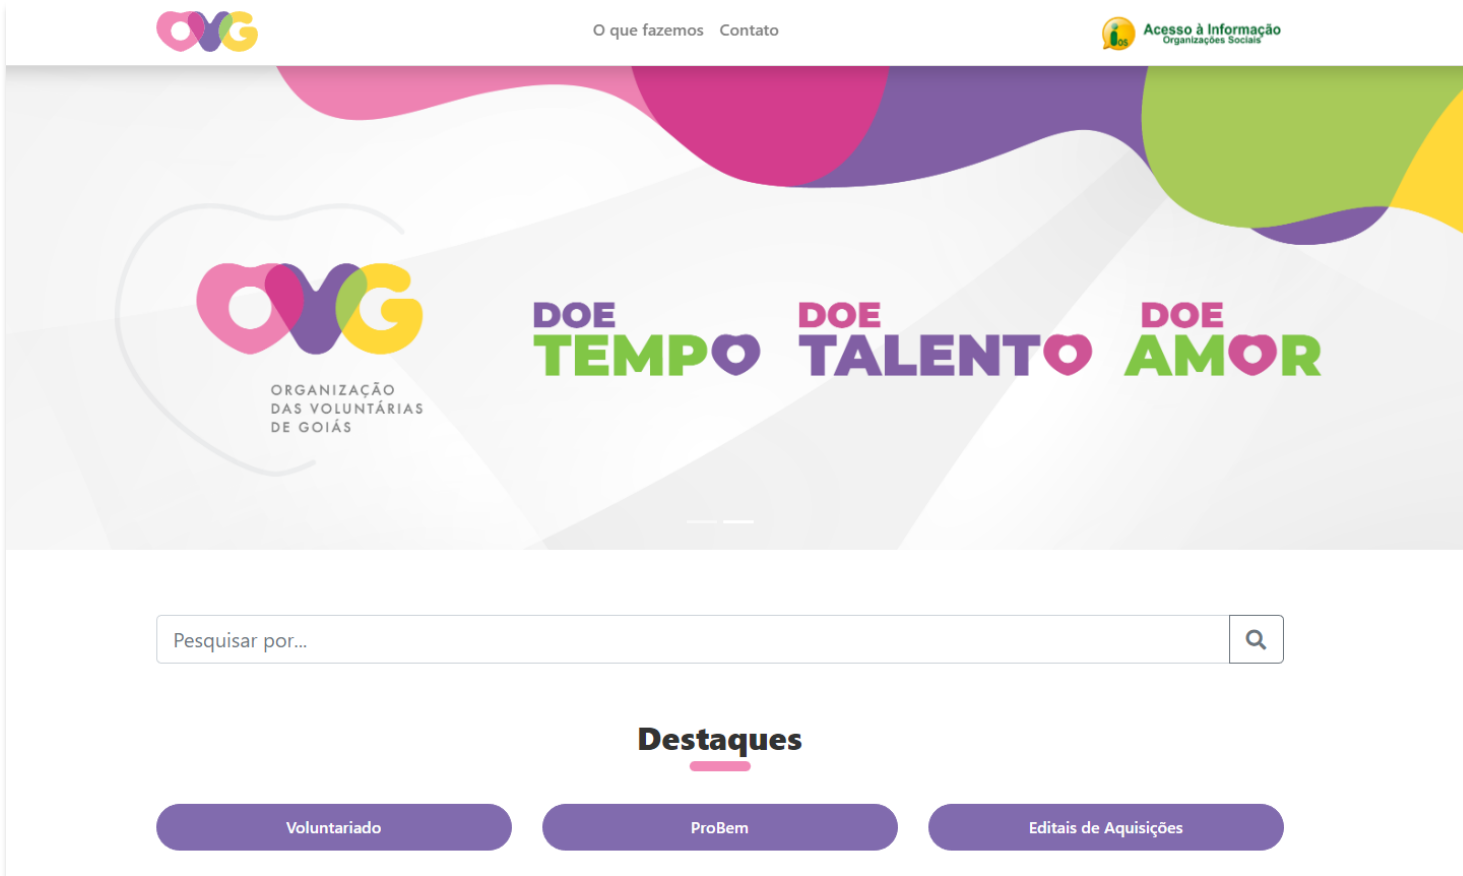 OVG
O que fazemos Contato
iOS
Acesso à Informação
Organizações Sociais
OVG
ORGANIZAÇÃO
DAS VOLUNTÁRIAS
DE GOIÁS
DOE
TEMPO
DOE
TALENTO
DOE
AMOR
Pesquisar por...
Destaques
Voluntariado
ProBem
Editais de Aquisições